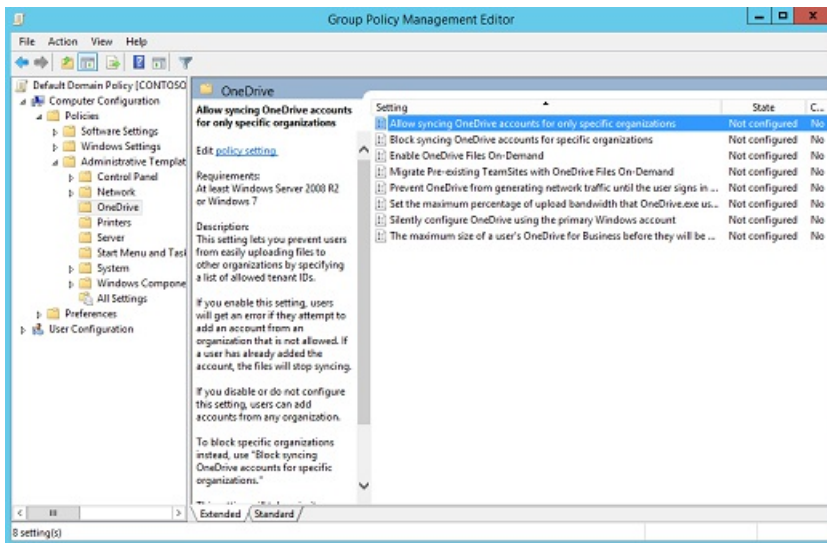 Group Policy Management Editor
File Action View Help
Default Domain Policy [CONTOSO
Computer Configuration
Policies
Software Settings
Windows Settings
Administrative Templat
Control Panel
Network
OneDrive
Printers
Server
Start Menu and Task
System
Windows Compone
All Settings
Preferences
User Configuration
OneDrive
Allow syncing OneDrive accounts
for only specific organizations
Edit policy setting
Requirements:
At least Windows Server 2008 R2
or Windows 7
Description:
This setting lets you prevent users
from easily uploading files to
other organizations by specifying
a list of allowed tenant IDs.
If you enable this setting, users
will get an error if they attempt to
add an account from an
organization that is not allowed. If
a user has already added the
account, the files will stop syncing.
If you disable or do not configure
this setting, users can add
accounts from any organization.
To block specific organizations
instead, use "Block syncing
OneDrive accounts for specific
organizations."
Setting State C...
Allow syncing OneDrive accounts for only specific organizations Not configured No
Block syncing OneDrive accounts for specific organizations Not configured No
Enable OneDrive Files On-Demand Not configured No
Migrate Pre-existing TeamSites with OneDrive Files On-Demand Not configured No
Prevent OneDrive from generating network traffic until the user signs in ... Not configured No
Set the maximum percentage of upload bandwidth that OneDrive.exe us... Not configured No
Silently configure OneDrive using the primary Windows account Not configured No
The maximum size of a user's OneDrive for Business before they will be ... Not configured No
Extended Standard
8 setting(s)